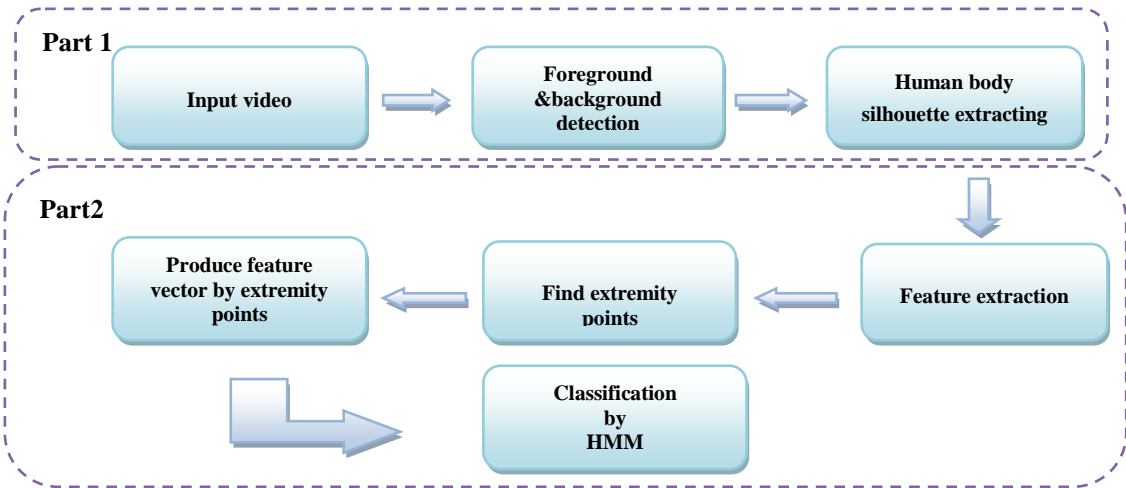 Part 1
Input video
Foreground
&background
detection
Human body
silhouette extracting
Part2
Feature extraction
Find extremity
points
Produce feature
vector by extremity
points
Classification
by
HMM